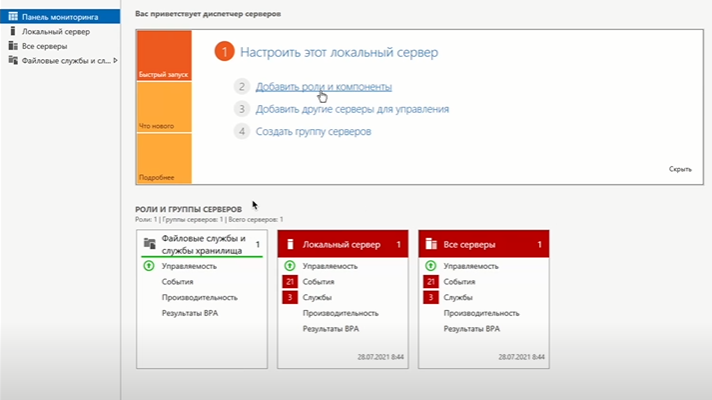 Панель мониторинга
Локальный сервер
Все серверы
Файловые службы и сл...
Вас приветствует диспетчер серверов
Быстрый запуск
Что нового
Подробнее
1 Настроить этот локальный сервер
2 Добавить роли и компоненты
3 Добавить другие серверы для управления
4 Создать группу серверов
Скрыть
РОЛИ И ГРУППЫ СЕРВЕРОВ
Роли: 1 | Группы серверов: 1 | Всего серверов: 1
Файловые службы и
службы хранилища
1
Управляемость
События
Производительность
Результаты BPA
Локальный сервер 1
Управляемость
21 События
3 Службы
Производительность
Результаты BPA
28.07.2021 8:44
Все серверы 1
Управляемость
21 События
3 Службы
Производительность
Результаты BPA
28.07.2021 8:44